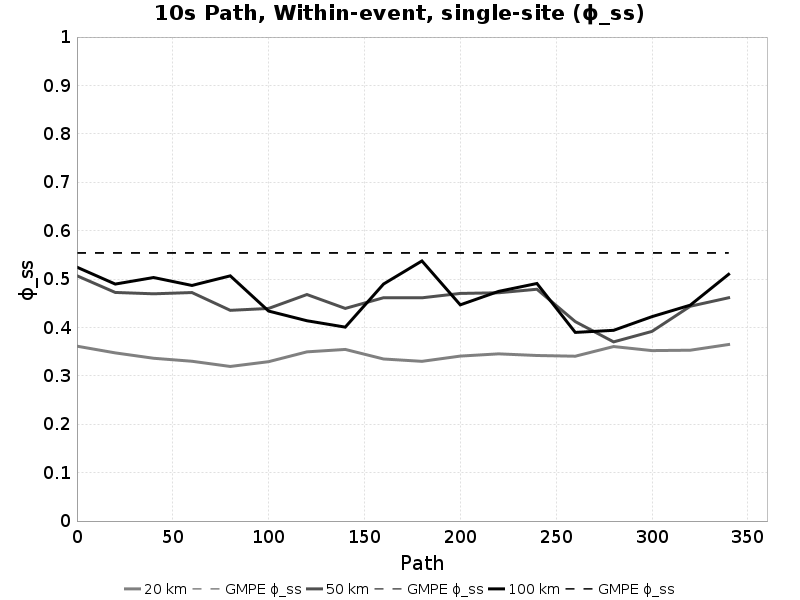 10s Path, Within-event, single-site (ϕ_ss)
1
0.9
0.8
0.7
0.6
0.5
0.4
0.3
0.2
0.1
0
ϕ_ss
0 50 100 150 200 250 300 350
Path
20 km GMPE ϕ_ss 50 km GMPE ϕ_ss 100 km GMPE ϕ_ss